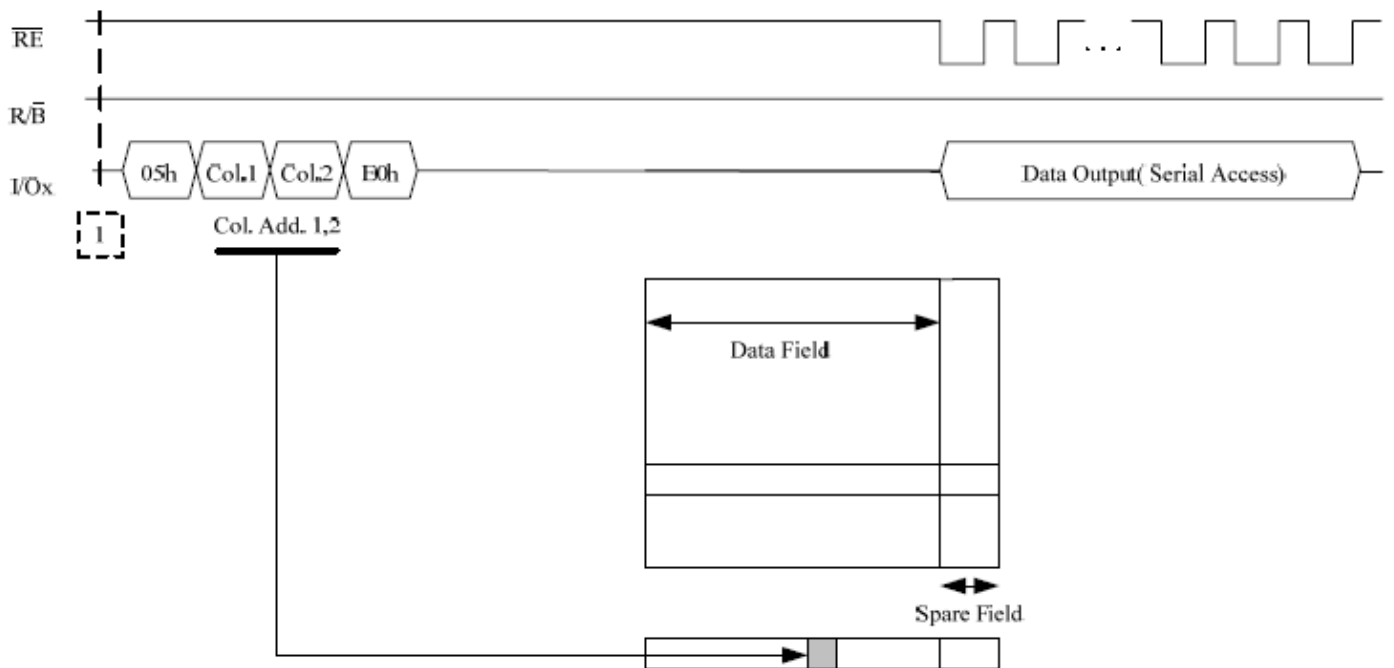 R̅E̅
R/B̅
I/Ox
05h Col.1 Col.2 E0h Data Output( Serial Access)
1
Col. Add. 1,2
Data Field
Spare Field